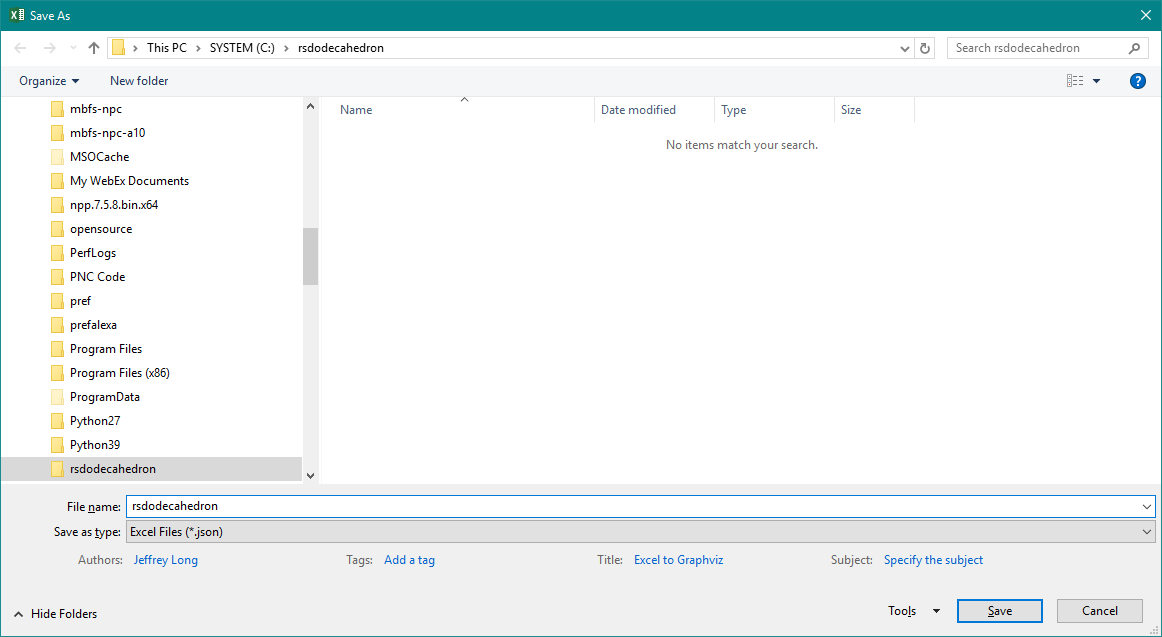 Save As
This PC > SYSTEM (C:) > rsdodecahedron
Search rsdodecahedron
Organize
New folder
?
mbfs-npc
mbfs-npc-a10
MSOCache
My WebEx Documents
npp.7.5.8.bin.x64
opensource
PerfLogs
PNC Code
pref
prefalexa
Program Files
Program Files (x86)
ProgramData
Python27
Python39
rsdodecahedron
Name Date modified Type Size
No items match your search.
File name: rsdodecahedron
Save as type: Excel Files (*.json)
Authors: Jeffrey Long Tags: Add a tag Title: Excel to Graphviz Subject: Specify the subject
Hide Folders
Tools Save Cancel